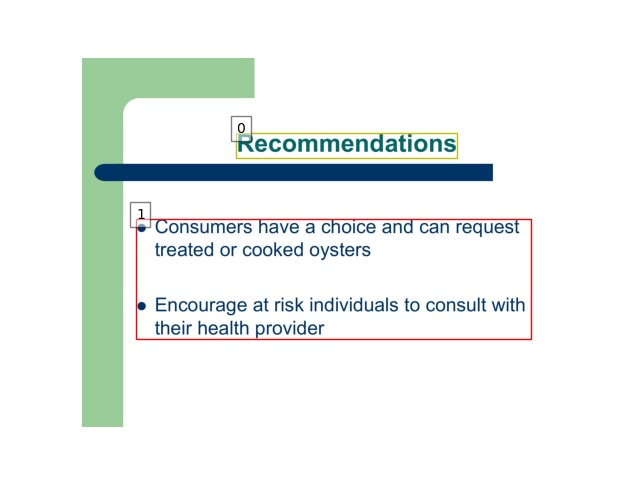 0
Recommendations
1
● Consumers have a choice and can request
treated or cooked oysters
● Encourage at risk individuals to consult with
their health provider